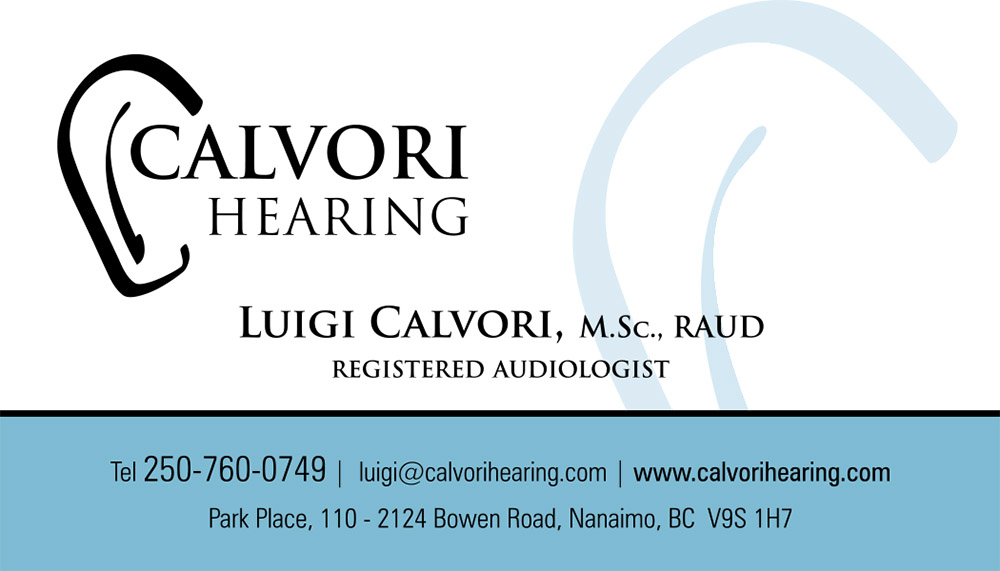 CALVORI
HEARING
LUIGI CALVORI, M.SC., RAUD
REGISTERED AUDIOLOGIST
Tel 250-760-0749 | luigi@calvorihearing.com | www.calvorihearing.com
Park Place, 110 - 2124 Bowen Road, Nanaimo, BC V9S 1H7